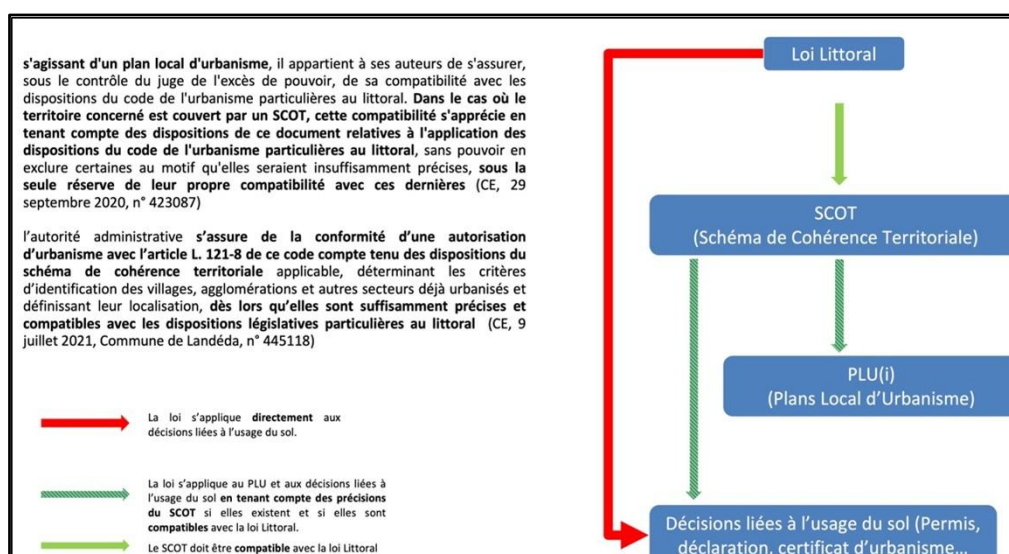 s'agissant d'un plan local d'urbanisme, il appartient à ses auteurs de s'assurer,
sous le contrôle du juge de l'excès de pouvoir, de sa compatibilité avec les
dispositions du code de l'urbanisme particulières au littoral. Dans le cas où le
territoire concerné est couvert par un SCOT, cette compatibilité s'apprécie en
tenant compte des dispositions de ce document relatives à l'application des
dispositions du code de l'urbanisme particulières au littoral, sans pouvoir en
exclure certaines au motif qu'elles seraient insuffisamment précises, sous la
seule réserve de leur propre compatibilité avec ces dernières (CE, 29
septembre 2020, n° 423087)
l'autorité administrative s'assure de la conformité d'une autorisation
d'urbanisme avec l'article L. 121-8 de ce code compte tenu des dispositions du
schéma de cohérence territoriale applicable, déterminant les critères
d'identification des villages, agglomérations et autres secteurs déjà urbanisés et
définissant leur localisation, dès lors qu'elles sont suffisamment précises et
compatibles avec les dispositions législatives particulières au littoral (CE, 9
juillet 2021, Commune de Landéda, n° 445118)
La loi s'applique directement aux
décisions liées à l'usage du sol.
La loi s'applique au PLU et aux décisions liées à
l'usage du sol en tenant compte des précisions
du SCOT si elles existent et si elles sont
compatibles avec la loi Littoral.
Le SCOT doit être compatible avec la loi Littoral
Loi Littoral
SCOT
(Schéma de Cohérence Territoriale)
PLU(i)
(Plans Local d'Urbanisme)
Décisions liées à l'usage du sol (Permis,
déclaration, certificat d'urbanisme...